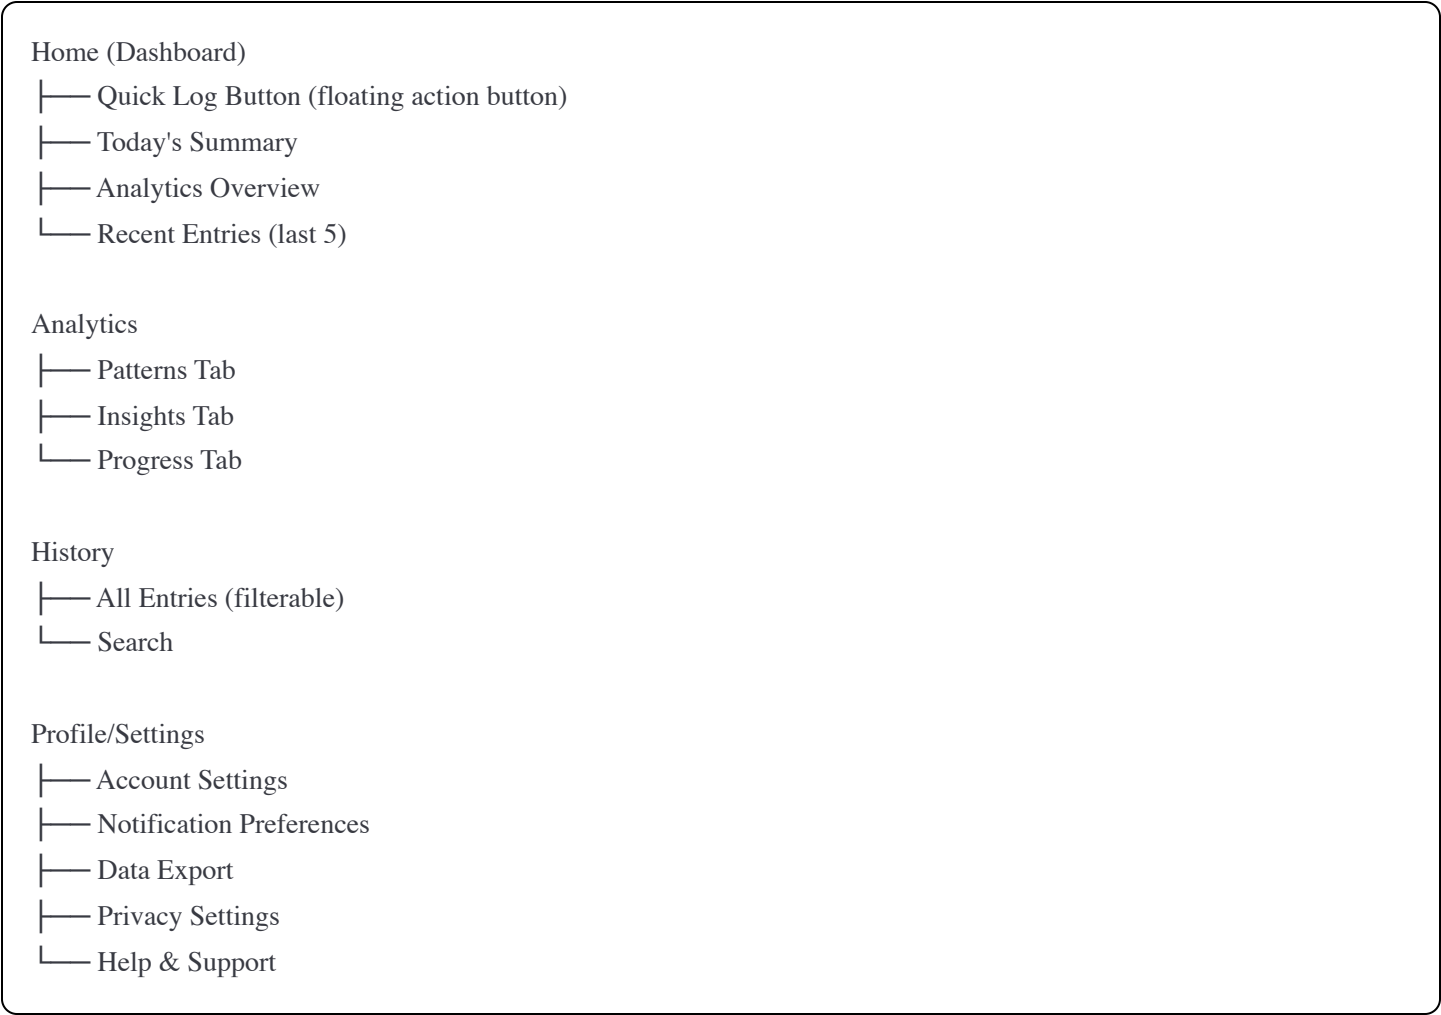 Home (Dashboard)
├── Quick Log Button (floating action button)
├── Today's Summary
├── Analytics Overview
└── Recent Entries (last 5)
Analytics
├── Patterns Tab
├── Insights Tab
└── Progress Tab
History
├── All Entries (filterable)
└── Search
Profile/Settings
├── Account Settings
├── Notification Preferences
├── Data Export
├── Privacy Settings
└── Help & Support